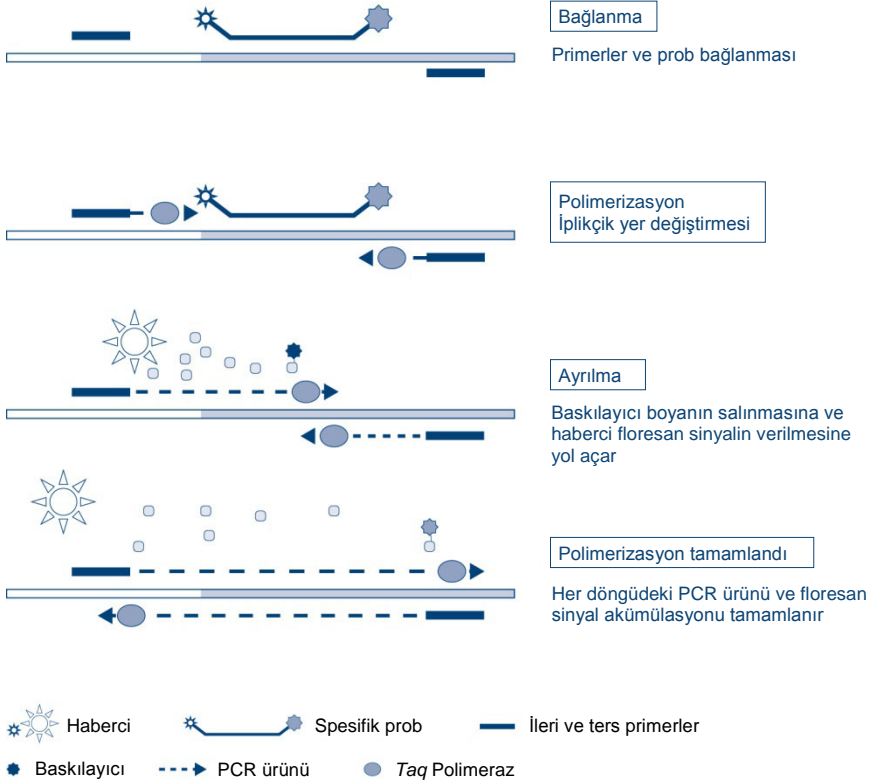 Bağlanma
Primerler ve prob bağlanması
Polimerizasyon
İplikçik yer değiştirmesi
Ayrılma
Baskılayıcı boyanın salınmasına ve
haberci floresan sinyalin verilmesine
yol açar
Polimerizasyon tamamlandı
Her döngüdeki PCR ürünü ve floresan
sinyal akümülasyonu tamamlanır
Haberci
Spesifik prob
İleri ve ters primerler
Baskılayıcı
PCR ürünü
Taq Polimeraz